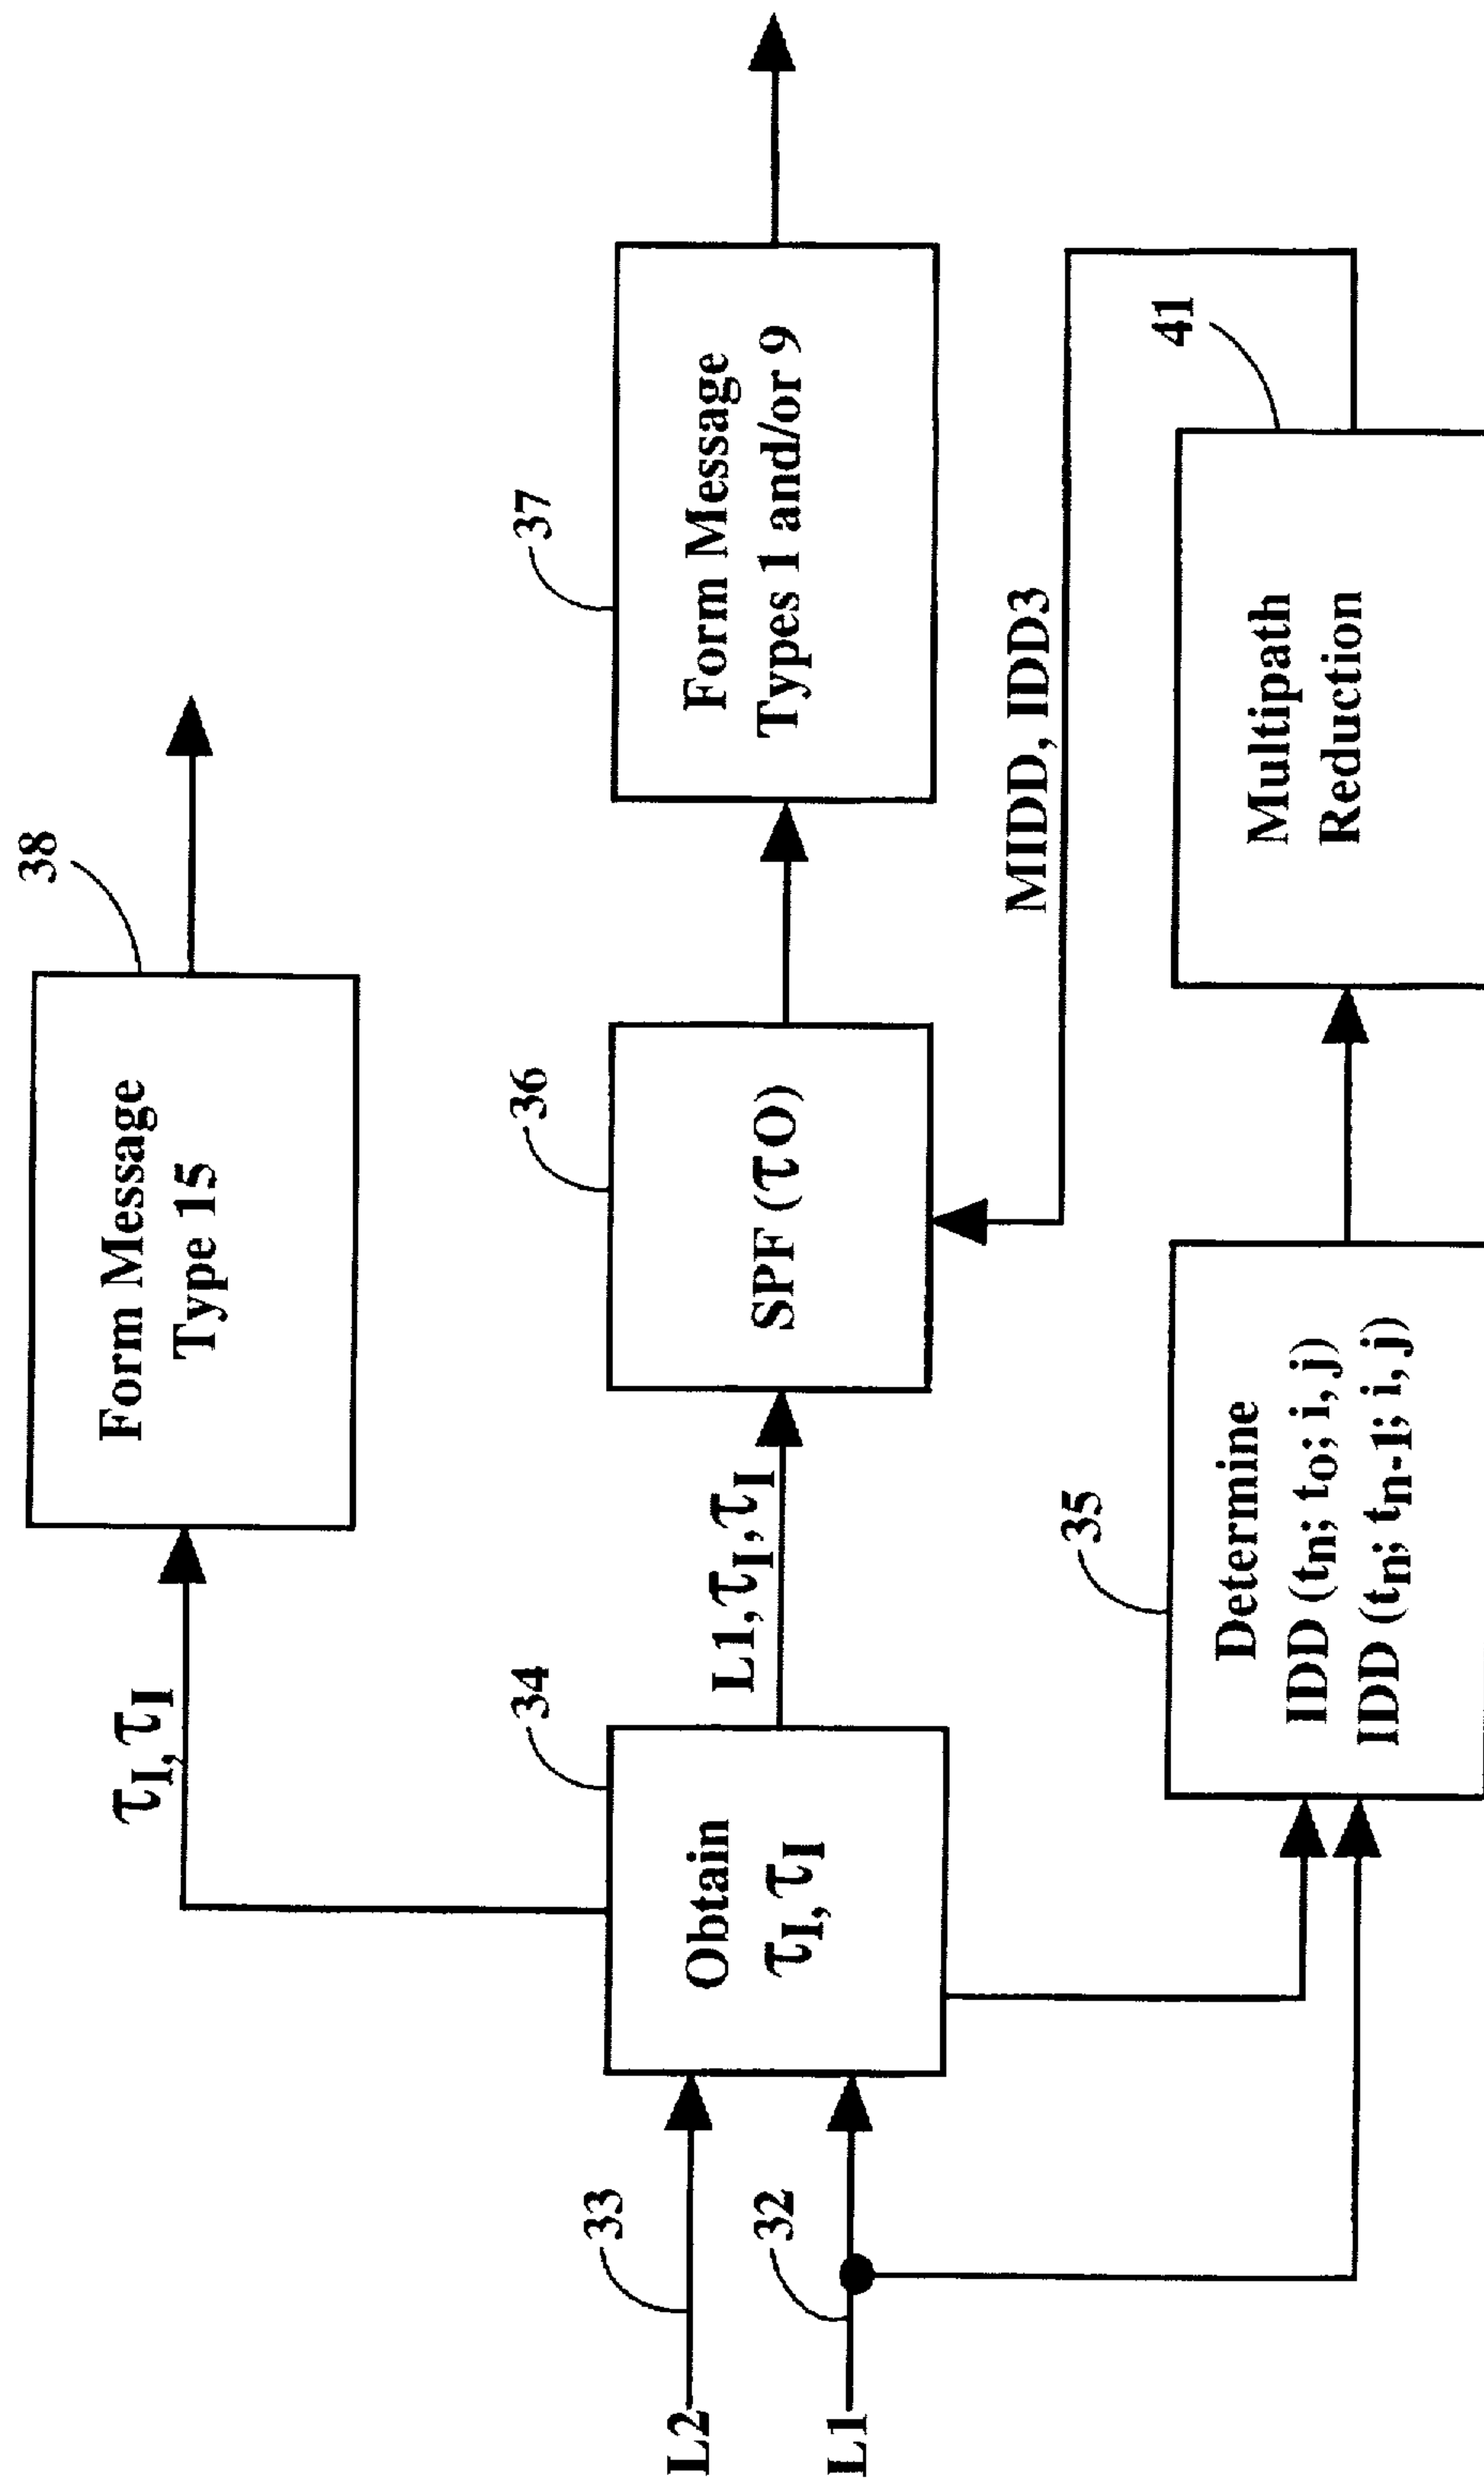 38
Form Message
Type 15
τI, τI
37
Form Message
Types 1 and/or 9
36
SPF (τO)
L1, τI, τI
34
Obtain
τI, τI
33
L2
32
L1
MIDD, IDD3
41
Multipath
Reduction
35
Determine
IDD (tn; to; i, j)
IDD (tn; tn-1; i, j)